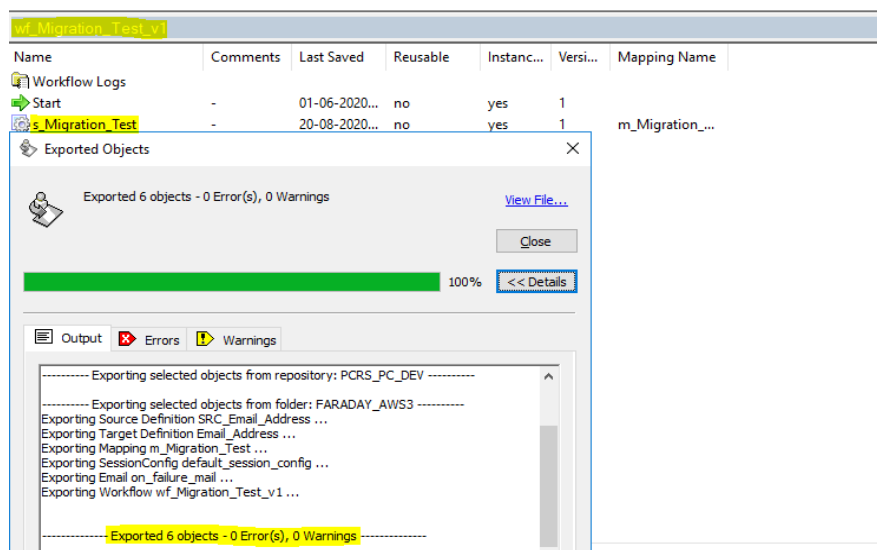 wf_Migration_Test_v1
Name Comments Last Saved Reusable Instanc... Versi... Mapping Name
Workflow Logs
Start - 01-06-2020... no yes 1
s_Migration_Test - 20-08-2020... no yes 1 m_Migration_...
Exported Objects
Exported 6 objects - 0 Error(s), 0 Warnings
View File...
Close
100% << Details
Output Errors Warnings
---------- Exporting selected objects from repository: PCRS_PC_DEV ----------
---------- Exporting selected objects from folder: FARADAY_AWS3 ----------
Exporting Source Definition SRC_Email_Address ...
Exporting Target Definition Email_Address ...
Exporting Mapping m_Migration_Test ...
Exporting SessionConfig default_session_config ...
Exporting Email on_failure_mail ...
Exporting Workflow wf_Migration_Test_v1 ...
--------------- Exported 6 objects - 0 Error(s), 0 Warnings ---------------